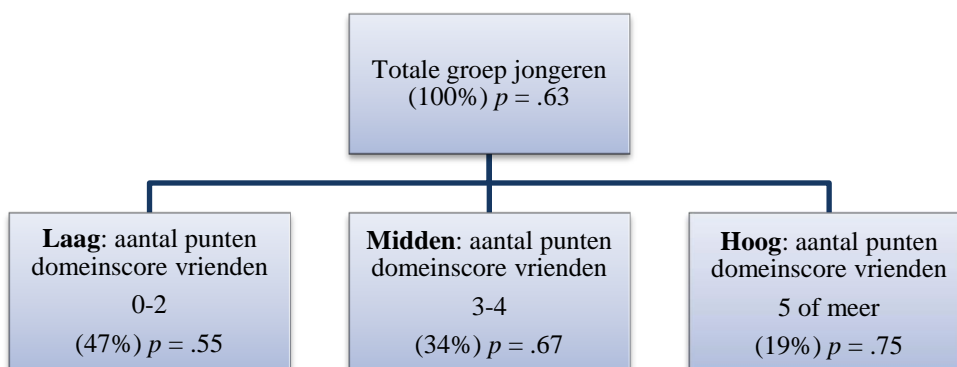 Totale groep jongeren
(100%) p = .63
Laag: aantal punten
domeinscore vrienden
0-2
(47%) p = .55
Midden: aantal punten
domeinscore vrienden
3-4
(34%) p = .67
Hoog: aantal punten
domeinscore vrienden
5 of meer
(19%) p = .75